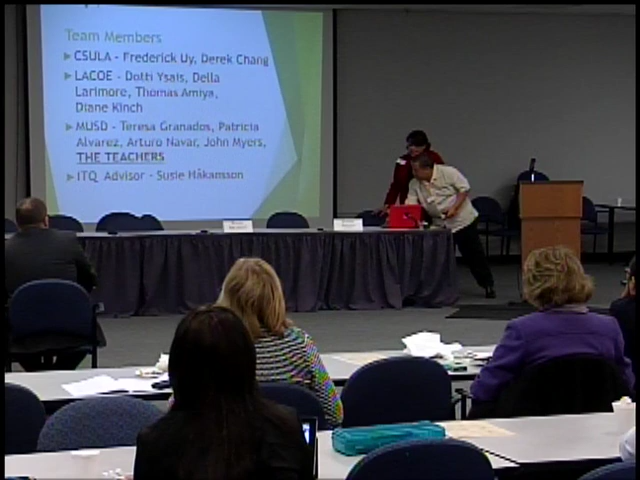 Team Members
CSULA - Frederick Uy, Derek Chang
LACOE - Dotti Ysais, Della
Larimore, Thomas Amiya,
Diane Kinch
MUSD - Teresa Granados, Patricia
Alvarez, Arturo Navar, John Myers,
THE TEACHERS
ITQ Advisor - Susie Håkansson